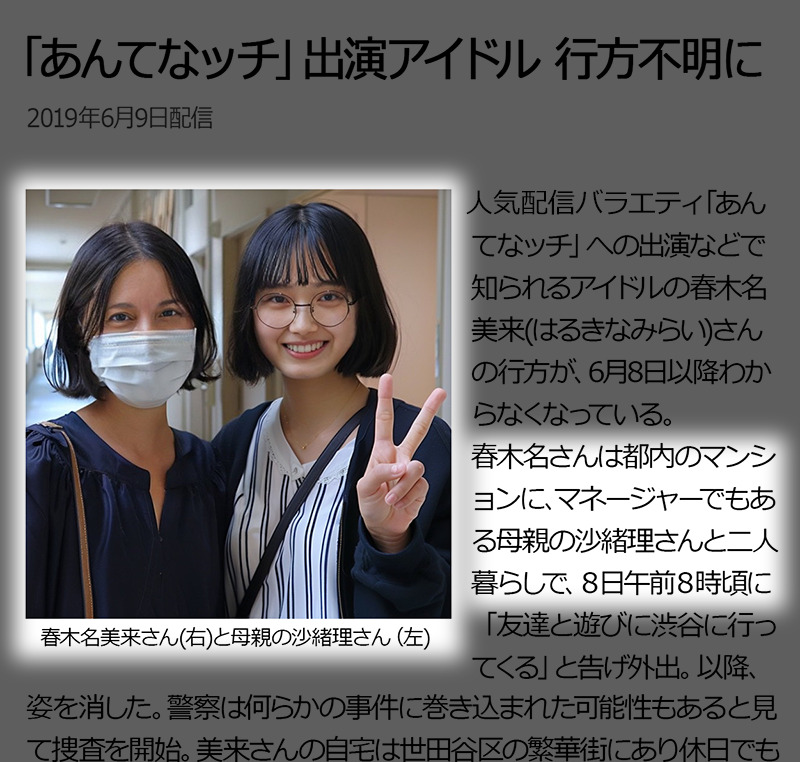 「あんてなッチ」出演アイドル 行方不明に
2019年6月9日配信
人気配信バラエティ「あん
てなッチ」への出演などで
知られるアイドルの春木名
美来(はるきなみらい)さん
の行方が、6月8日以降わか
らなくなっている。
春木名さんは都内のマンシ
ョンに、マネージャーでもあ
る母親の沙緒理さんと二人
暮らしで、8日午前8時頃に
「友達と遊びに渋谷に行っ
てくる」と告げ外出。以降、
春木名美来さん(右)と母親の沙緒理さん(左)
姿を消した。警察は何らかの事件に巻き込まれた可能性もあると見
て捜査を開始。美来さんの自宅は世田谷区の繁華街にあり休日でも